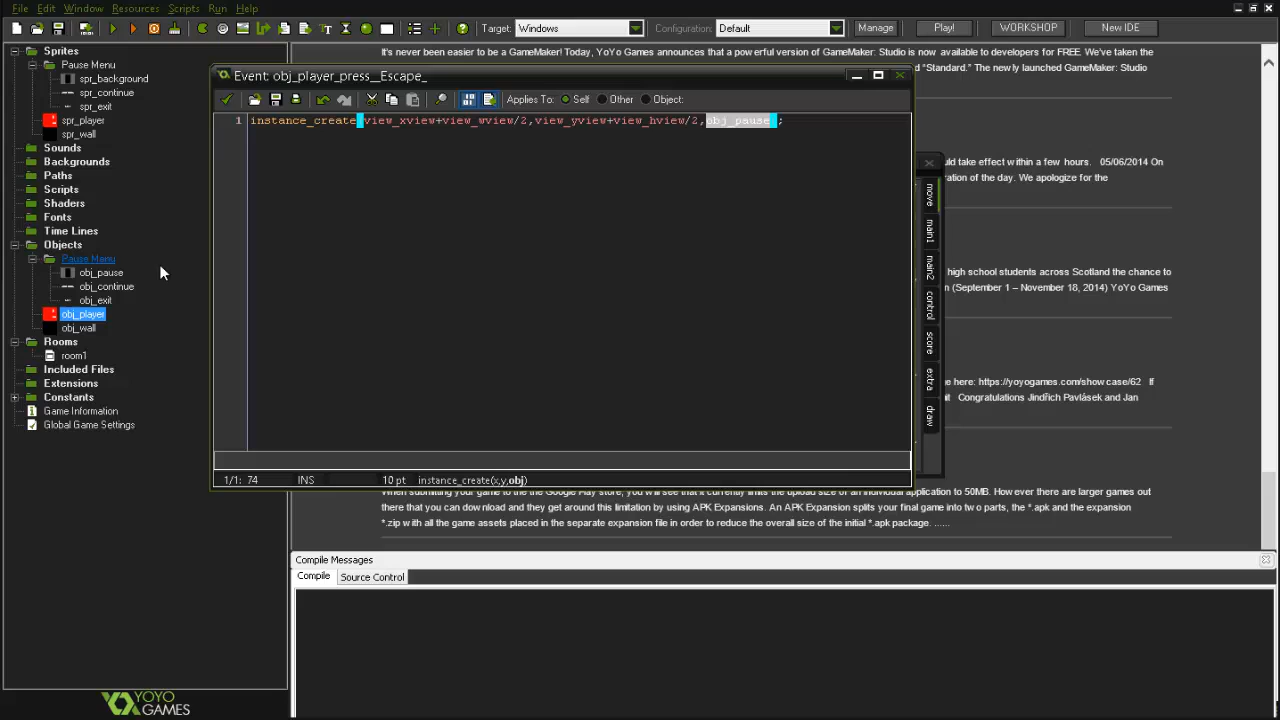 File Edit Window Resources Scripts Run Help
Target: Windows Configuration: Default Manage Play! WORKSHOP New IDE
Sprites
Pause Menu
spr_background
spr_continue
spr_exit
spr_player
spr_wall
Sounds
Backgrounds
Paths
Scripts
Shaders
Fonts
Time Lines
Objects
Pause Menu
obj_pause
obj_continue
obj_exit
obj_player
obj_wall
Rooms
room1
Included Files
Extensions
Constants
Game Information
Global Game Settings
YOYO
GAMES
It's never been easier to be a GameMaker! Today, YoYo Games announces that a powerful version of GameMaker: Studio is now available to developers for FREE. We've taken the
and "Standard." The newly launched GameMaker: Studio
Event: obj_player_press__Escape_
Applies To: Self Other Object:
1 instance_create(view_xview+view_wview/2,view_yview+view_hview/2,obj_pause);
1/1: 74 INS 10 pt instance_create(x,y,obj)
move
main1
main2
control
score
extra
draw
uld take effect within a few hours. 05/06/2014 On
ration of the day. We apologize for the
high school students across Scotland the chance to
n (September 1 – November 18, 2014) YoYo Games
e here: https://yoyogames.com/showcase/62 If
it Congratulations Jindřich Pavlásek and Jan
When submitting your game to the Google Play store, you will see that it currently limits the upload size of an individual application to 50MB. However there are larger games out
there that you can download and they get around this limitation by using APK Expansions. An APK Expansion splits your final game into two parts, the *.apk and the expansion
*.zip with all the game assets placed in the separate expansion file in order to reduce the overall size of the initial *.apk package. ......
Compile Messages
Compile Source Control